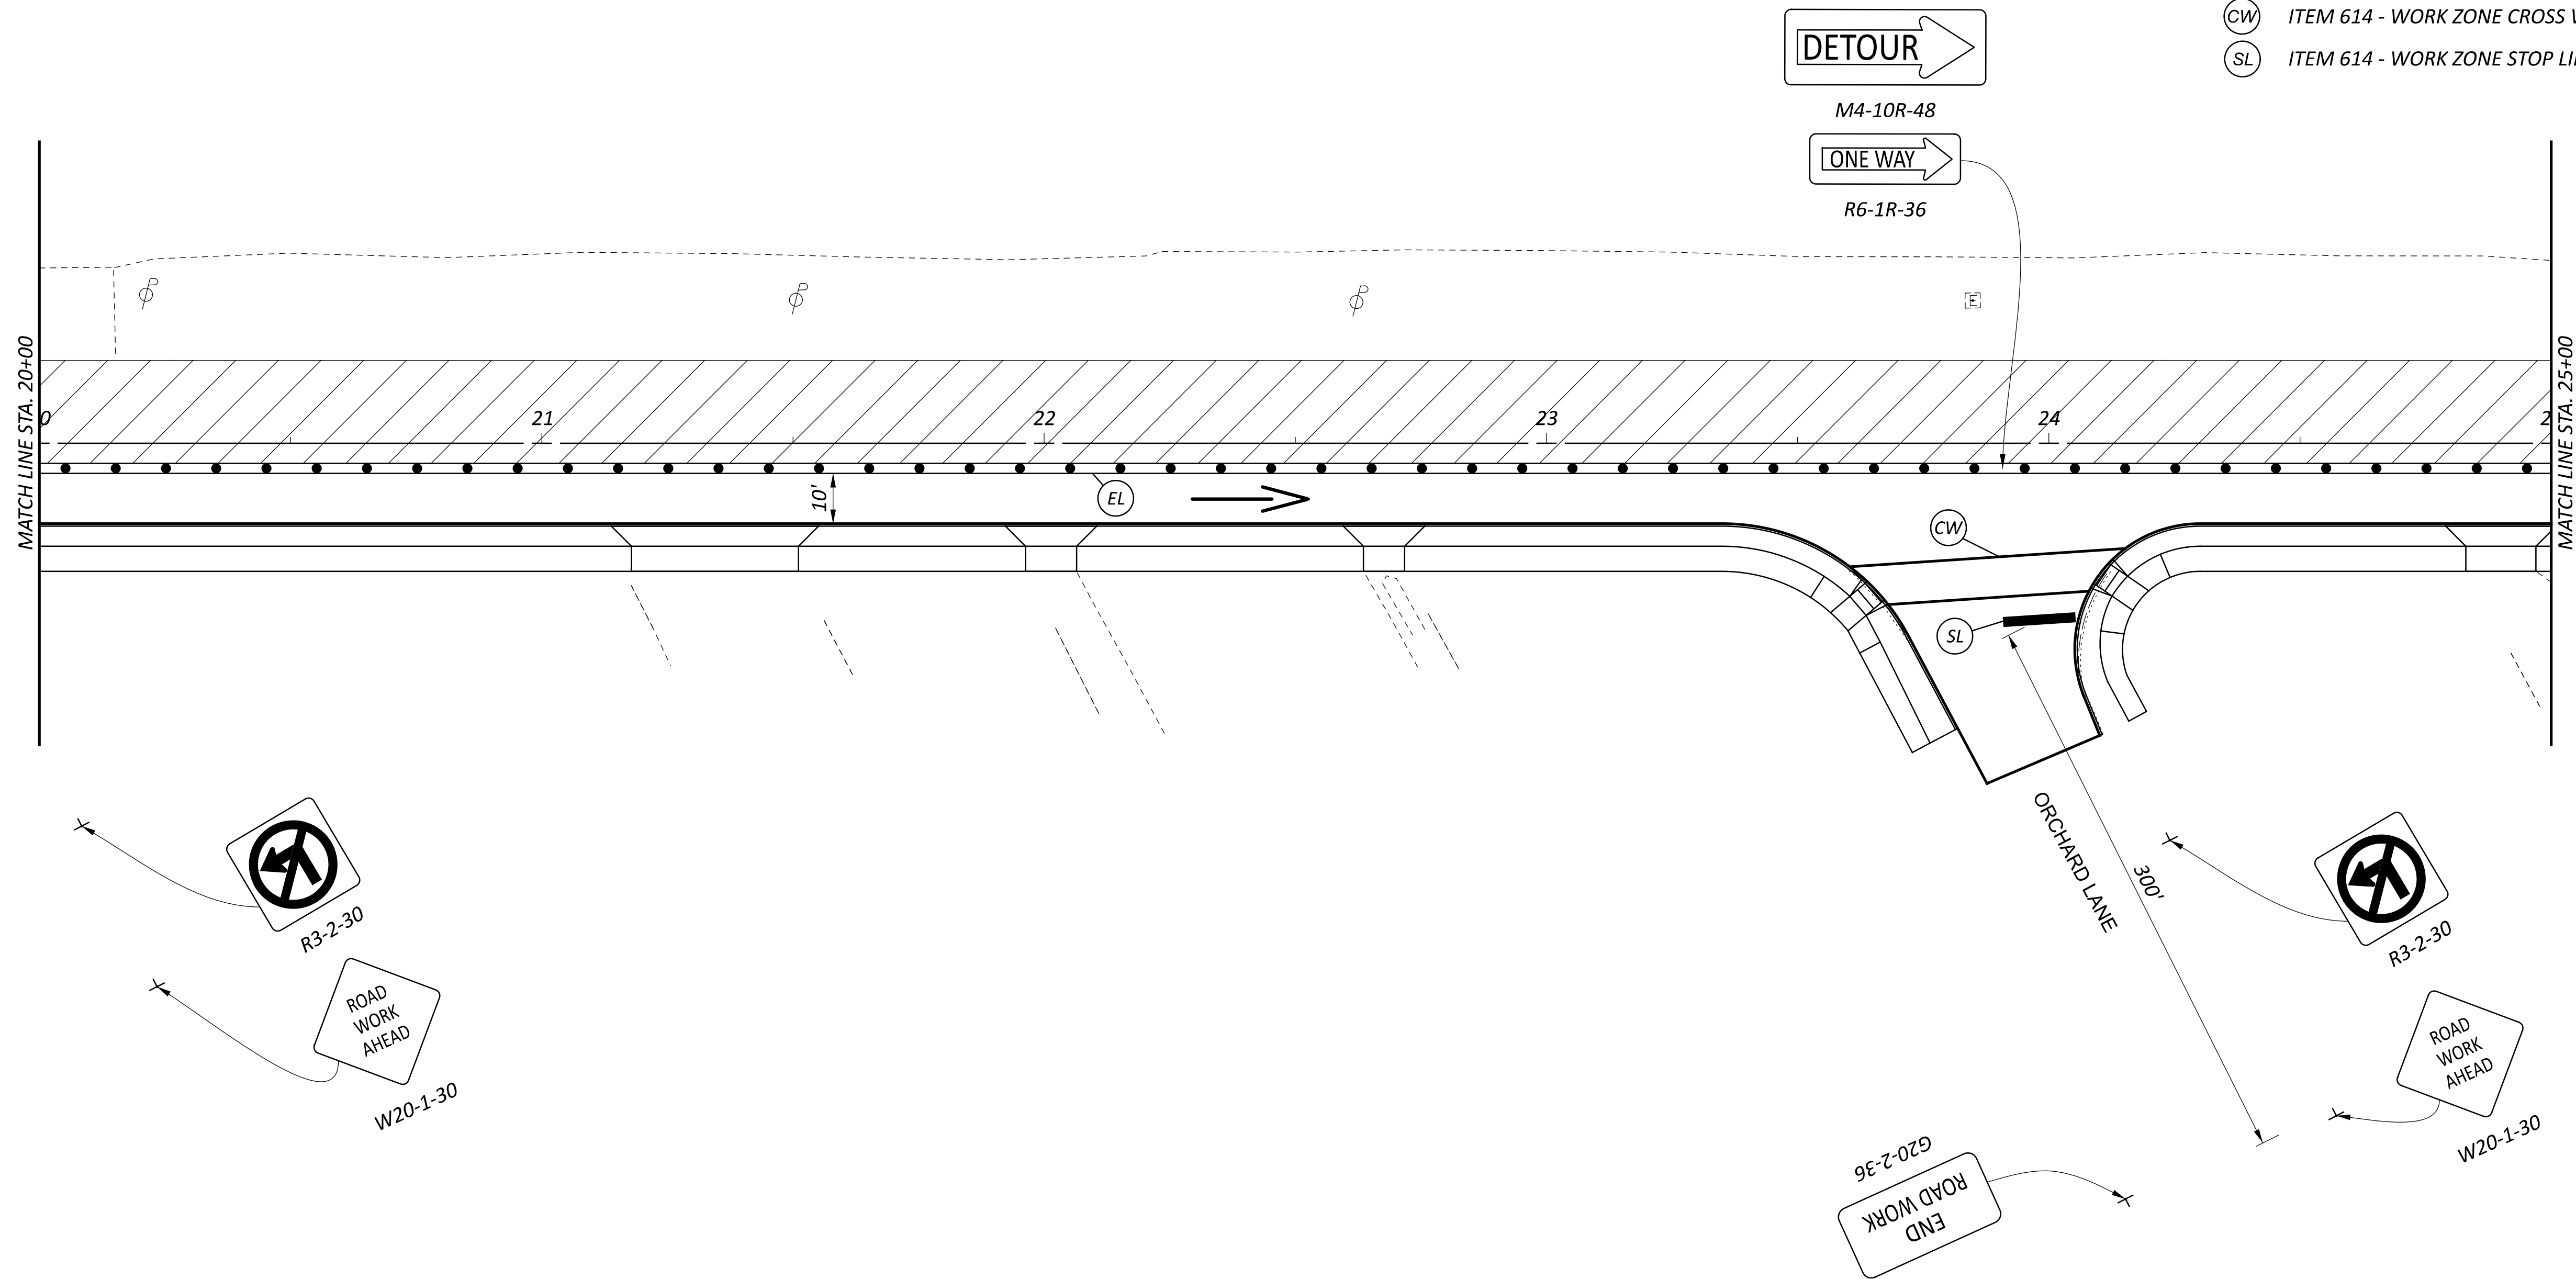 DETOUR
M4-10R-48
ONE WAY
R6-1R-36
CW ITEM 614 - WORK ZONE CROSS
SL ITEM 614 - WORK ZONE STOP
MATCH LINE STA. 20+00
0
21
22
23
24
2
MATCH LINE STA. 25+00
10'
EL
CW
SL
ORCHARD LANE
300'
R3-2-30
ROAD
WORK
AHEAD
W20-1-30
R3-2-30
ROAD
WORK
AHEAD
W20-1-30
G20-2-36
END
ROAD WORK